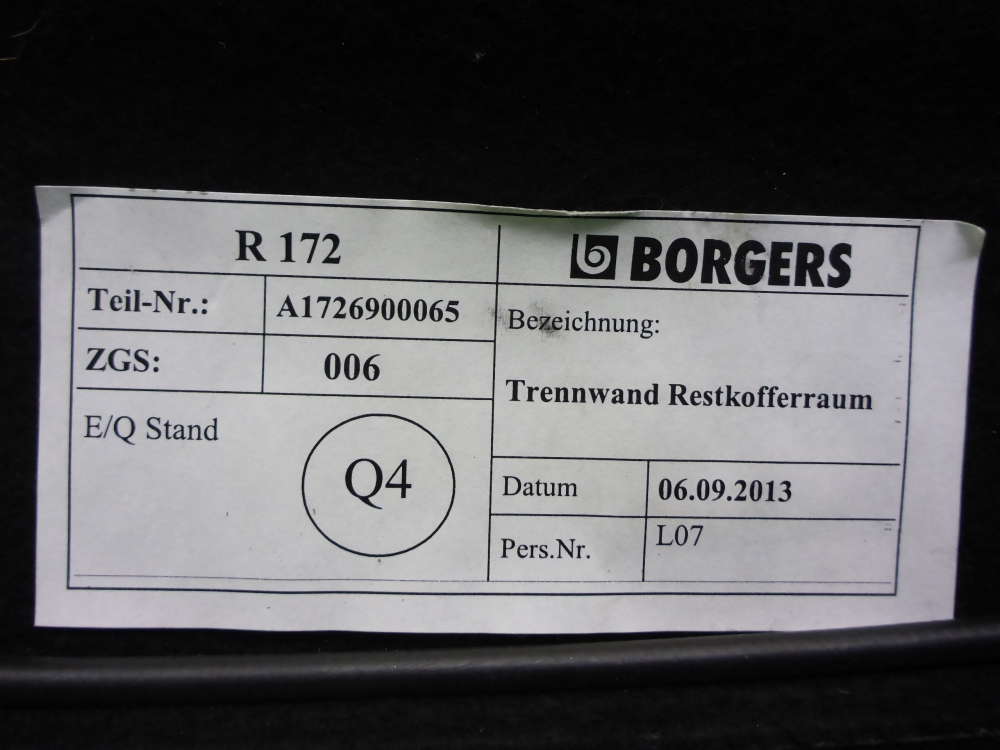 R 172
BORGERS
Teil-Nr.: A1726900065
ZGS: 006
E/Q Stand
Q4
Bezeichnung:
Trennwand Restkofferraum
Datum 06.09.2013
Pers.Nr. L07